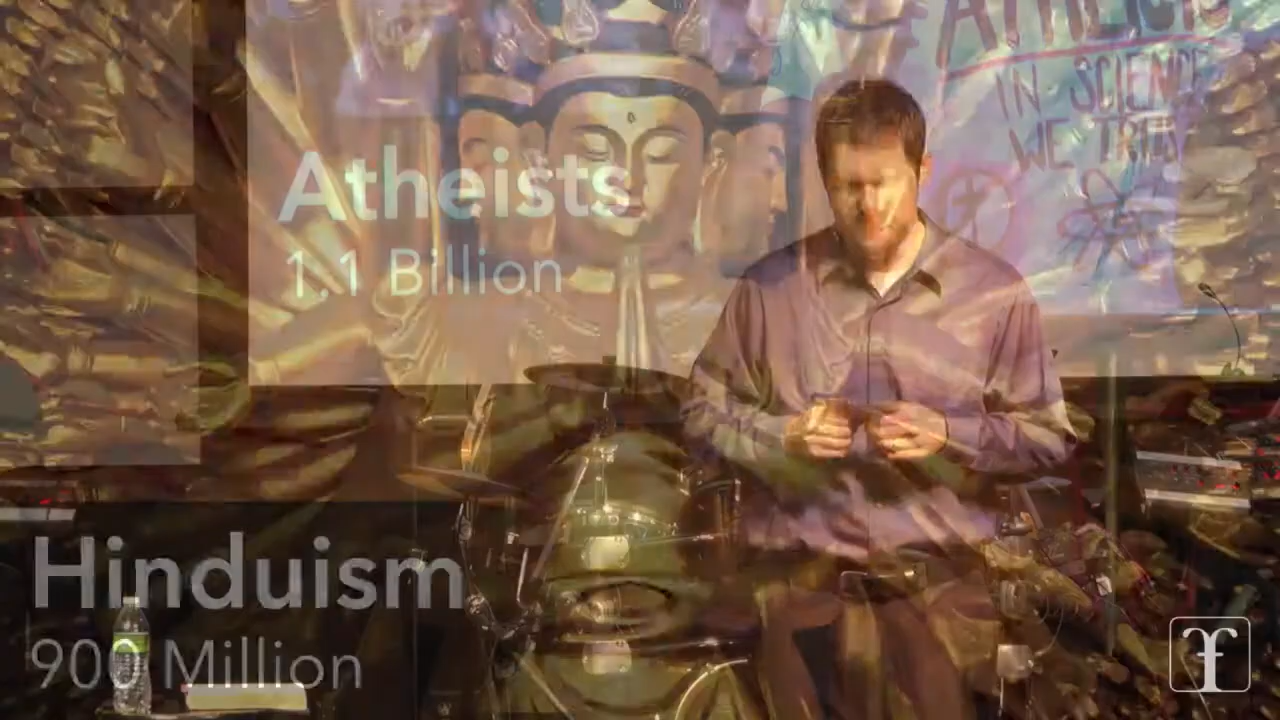 ATHEISTS
IN SCIENCE
WE TRUST
Atheists
1.1 Billion
Hinduism
900 Million